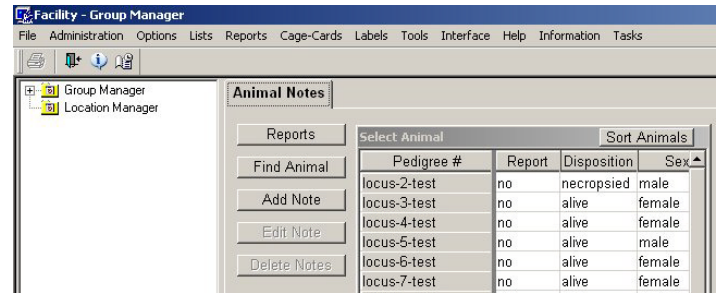 Facility - Group Manager
File Administration Options Lists Reports Cage-Cards Labels Tools Interface Help Information Tasks
Group Manager
Location Manager
Animal Notes
Reports
Find Animal
Add Note
Edit Note
Delete Notes
Select Animal Sort Animals
Pedigree # Report Disposition Sex
locus-2-test no necropsied male
locus-3-test no alive female
locus-4-test no alive female
locus-5-test no alive male
locus-6-test no alive female
locus-7-test no alive female